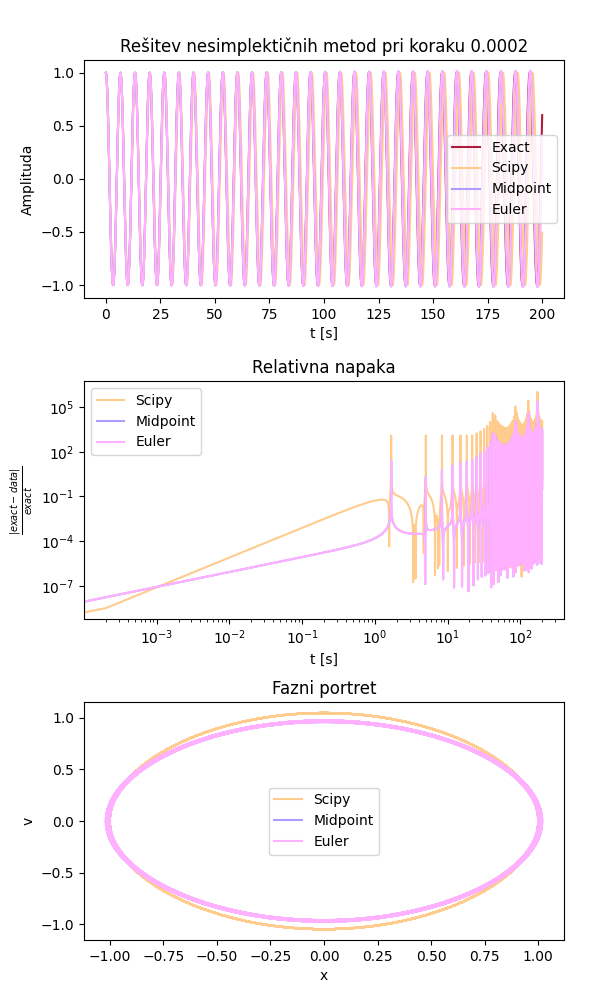 Rešitev nesimplektičnih metod pri koraku 0.0002
1.0
0.5
0.0
−0.5
−1.0
Amplituda
Exact
Scipy
Midpoint
Euler
0 25 50 75 100 125 150 175 200
t [s]
Relativna napaka
Scipy
Midpoint
Euler
10^5
10^2
10^−1
10^−4
10^−7
|exact − data|
exact
10^−3 10^−2 10^−1 10^0 10^1 10^2
t [s]
Fazni portret
1.0
0.5
0.0
−0.5
−1.0
v
Scipy
Midpoint
Euler
−1.00 −0.75 −0.50 −0.25 0.00 0.25 0.50 0.75 1.00
x